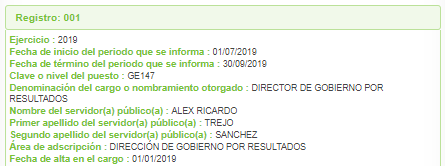 Registro: 001
Ejercicio : 2019
Fecha de inicio del periodo que se informa : 01/07/2019
Fecha de término del periodo que se informa : 30/09/2019
Clave o nivel del puesto : GE147
Denominación del cargo o nombramiento otorgado : DIRECTOR DE GOBIERNO POR
RESULTADOS
Nombre del servidor(a) público(a) : ALEX RICARDO
Primer apellido del servidor(a) público(a) : TREJO
Segundo apellido del servidor(a) público(a) : SANCHEZ
Área de adscripción : DIRECCIÓN DE GOBIERNO POR RESULTADOS
Fecha de alta en el cargo : 01/01/2019